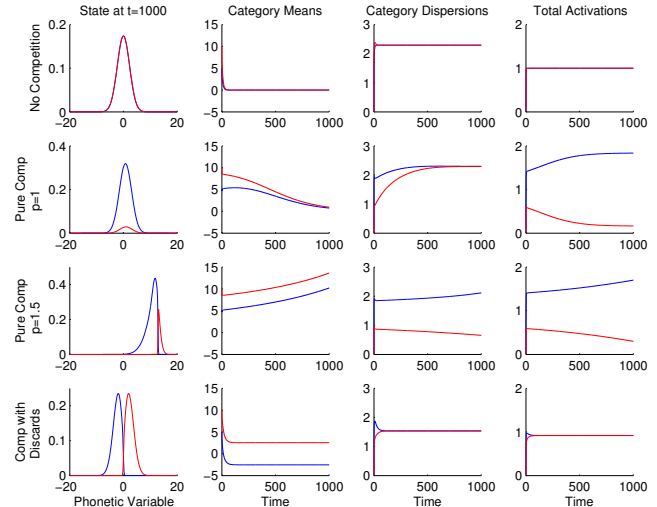 State at t=1000
Category Means
Category Dispersions
Total Activations
No Competition
0.2
0.1
0
−20 0 20
15
10
5
0
−5
0 500 1000
3
2
1
0
0 500 1000
2
1
0
0 500 1000
Pure Comp
p=1
0.4
0.2
0
−20 0 20
15
10
5
0
−5
0 500 1000
3
2
1
0
0 500 1000
2
1
0
0 500 1000
Pure Comp
p=1.5
0.4
0.2
0
−20 0 20
15
10
5
0
−5
0 500 1000
3
2
1
0
0 500 1000
2
1
0
0 500 1000
Comp with
Discards
0.2
0.1
0
−20 0 20
15
10
5
0
−5
0 500 1000
3
2
1
0
0 500 1000
2
1
0
0 500 1000
Phonetic Variable
Time
Time
Time